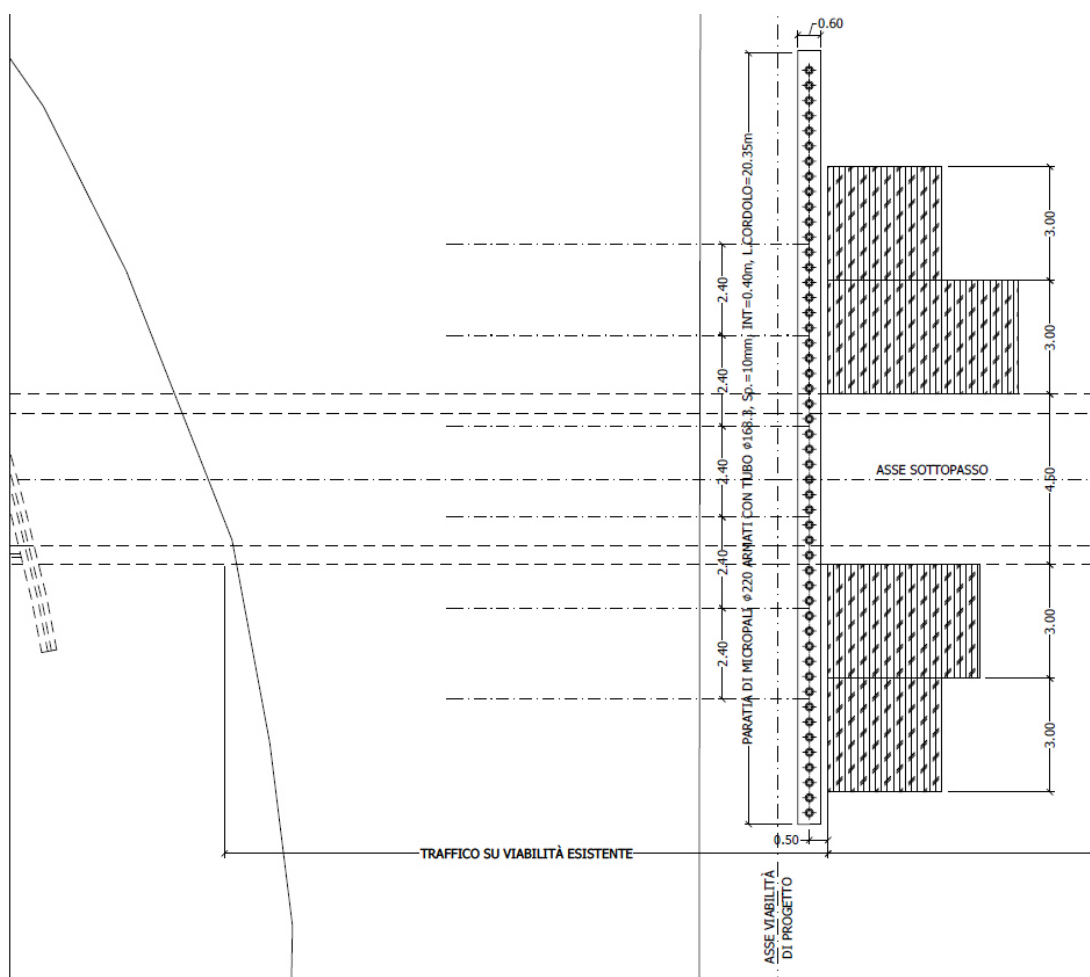 0.60
PARATIA DI MICROPALI φ220 ARMATI CON TUBO φ168.3, Sp.=10mm, INT=0.40m, L.CORDOLO=20.35m
2.40
2.40
2.40
2.40
2.40
3.00
3.00
4.50
3.00
3.00
ASSE SOTTOPASSO
0.50
TRAFFICO SU VIABILITÀ ESISTENTE
ASSE VIABILITÀ
DI PROGETTO